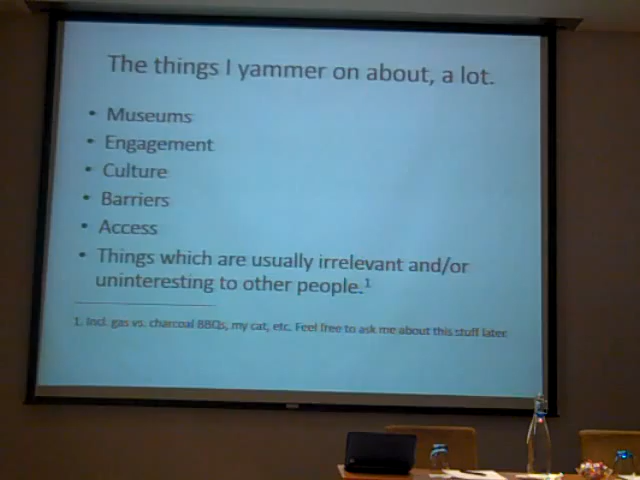 The things I yammer on about, a lot.
• Museums
• Engagement
• Culture
• Barriers
• Access
• Things which are usually irrelevant and/or
uninteresting to other people.1
1. Incl. gas vs. charcoal BBQs, my cat, etc. Feel free to ask me about this stuff later.